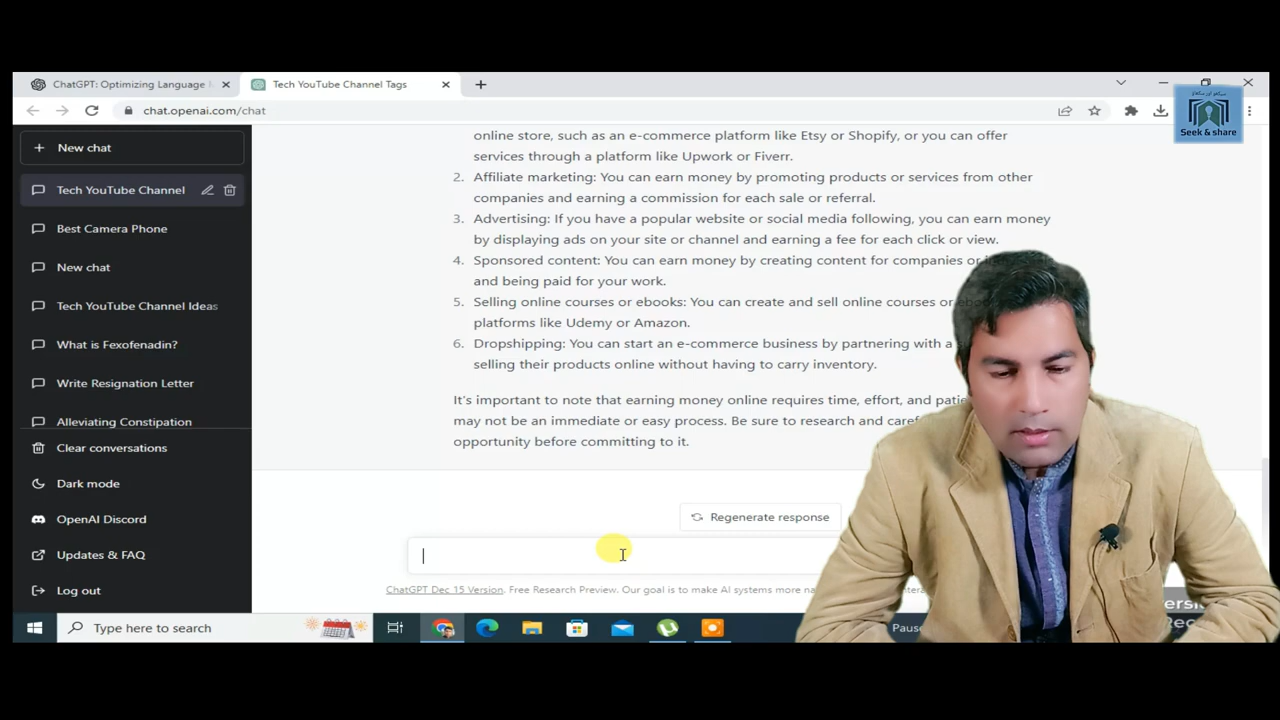 ChatGPT: Optimizing Language
Tech YouTube Channel Tags
chat.openai.com/chat
سیکھو اور سکھاؤ
Seek & share
New chat
Tech YouTube Channel
Best Camera Phone
New chat
Tech YouTube Channel Ideas
What is Fexofenadin?
Write Resignation Letter
Alleviating Constipation
Clear conversations
Dark mode
OpenAI Discord
Updates & FAQ
Log out
online store, such as an e-commerce platform like Etsy or Shopify, or you can offer
services through a platform like Upwork or Fiverr.
2. Affiliate marketing: You can earn money by promoting products or services from other
companies and earning a commission for each sale or referral.
3. Advertising: If you have a popular website or social media following, you can earn money
by displaying ads on your site or channel and earning a fee for each click or view.
4. Sponsored content: You can earn money by creating content for companies or
and being paid for your work.
5. Selling online courses or ebooks: You can create and sell online courses or
platforms like Udemy or Amazon.
6. Dropshipping: You can start an e-commerce business by partnering with a
selling their products online without having to carry inventory.
It's important to note that earning money online requires time, effort, and
may not be an immediate or easy process. Be sure to research and
opportunity before committing to it.
Regenerate response
ChatGPT Dec 15 Version. Free Research Preview. Our goal is to make AI systems more
Type here to search